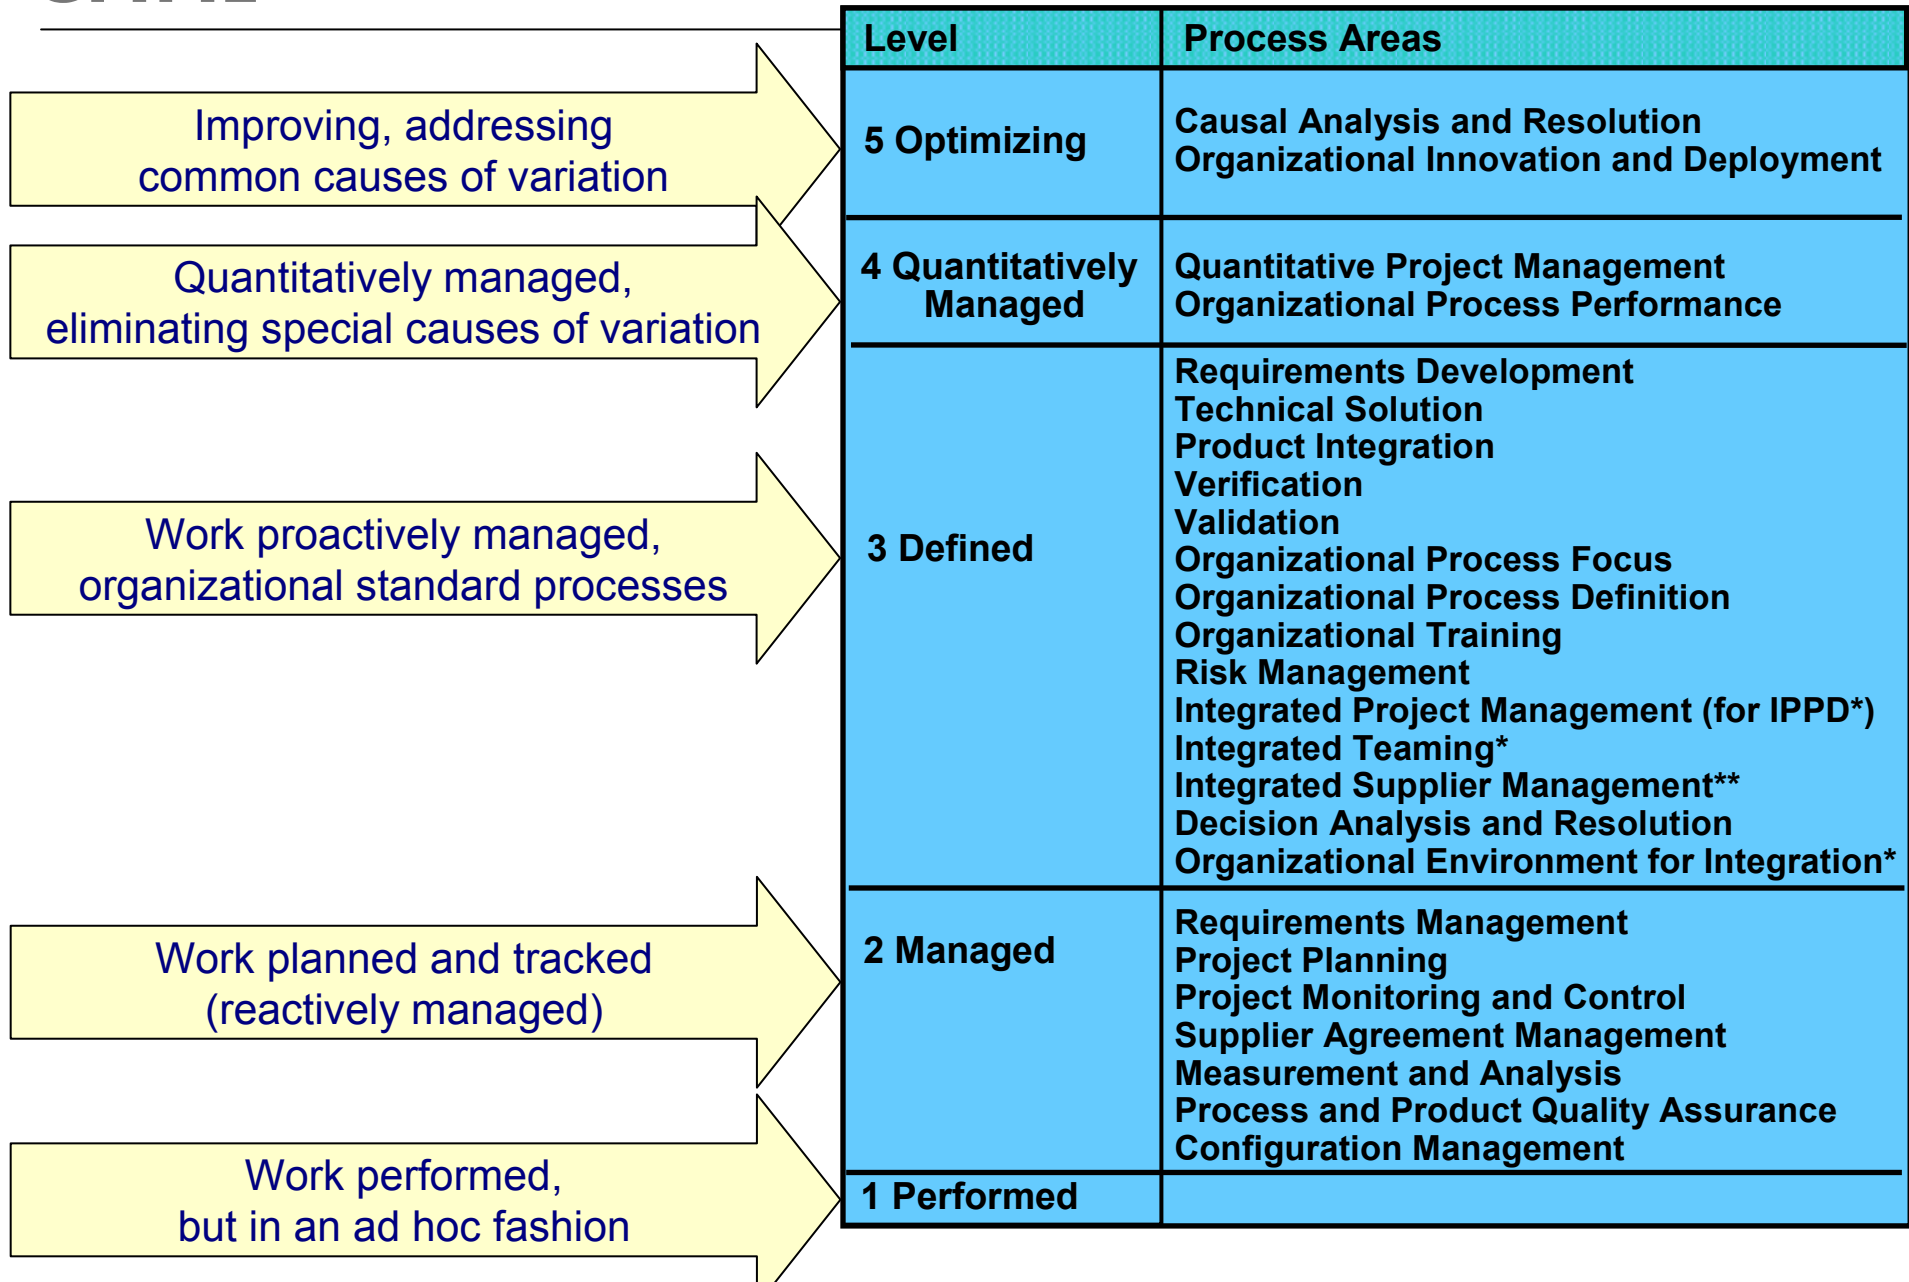 Level Process Areas
Improving, addressing
common causes of variation
5 Optimizing
Causal Analysis and Resolution
Organizational Innovation and Deployment
Quantitatively managed,
eliminating special causes of variation
4 Quantitatively
Managed
Quantitative Project Management
Organizational Process Performance
Work proactively managed,
organizational standard processes
3 Defined
Requirements Development
Technical Solution
Product Integration
Verification
Validation
Organizational Process Focus
Organizational Process Definition
Organizational Training
Risk Management
Integrated Project Management (for IPPD*)
Integrated Teaming*
Integrated Supplier Management**
Decision Analysis and Resolution
Organizational Environment for Integration*
Work planned and tracked
(reactively managed)
2 Managed
Requirements Management
Project Planning
Project Monitoring and Control
Supplier Agreement Management
Measurement and Analysis
Process and Product Quality Assurance
Configuration Management
Work performed,
but in an ad hoc fashion
1 Performed